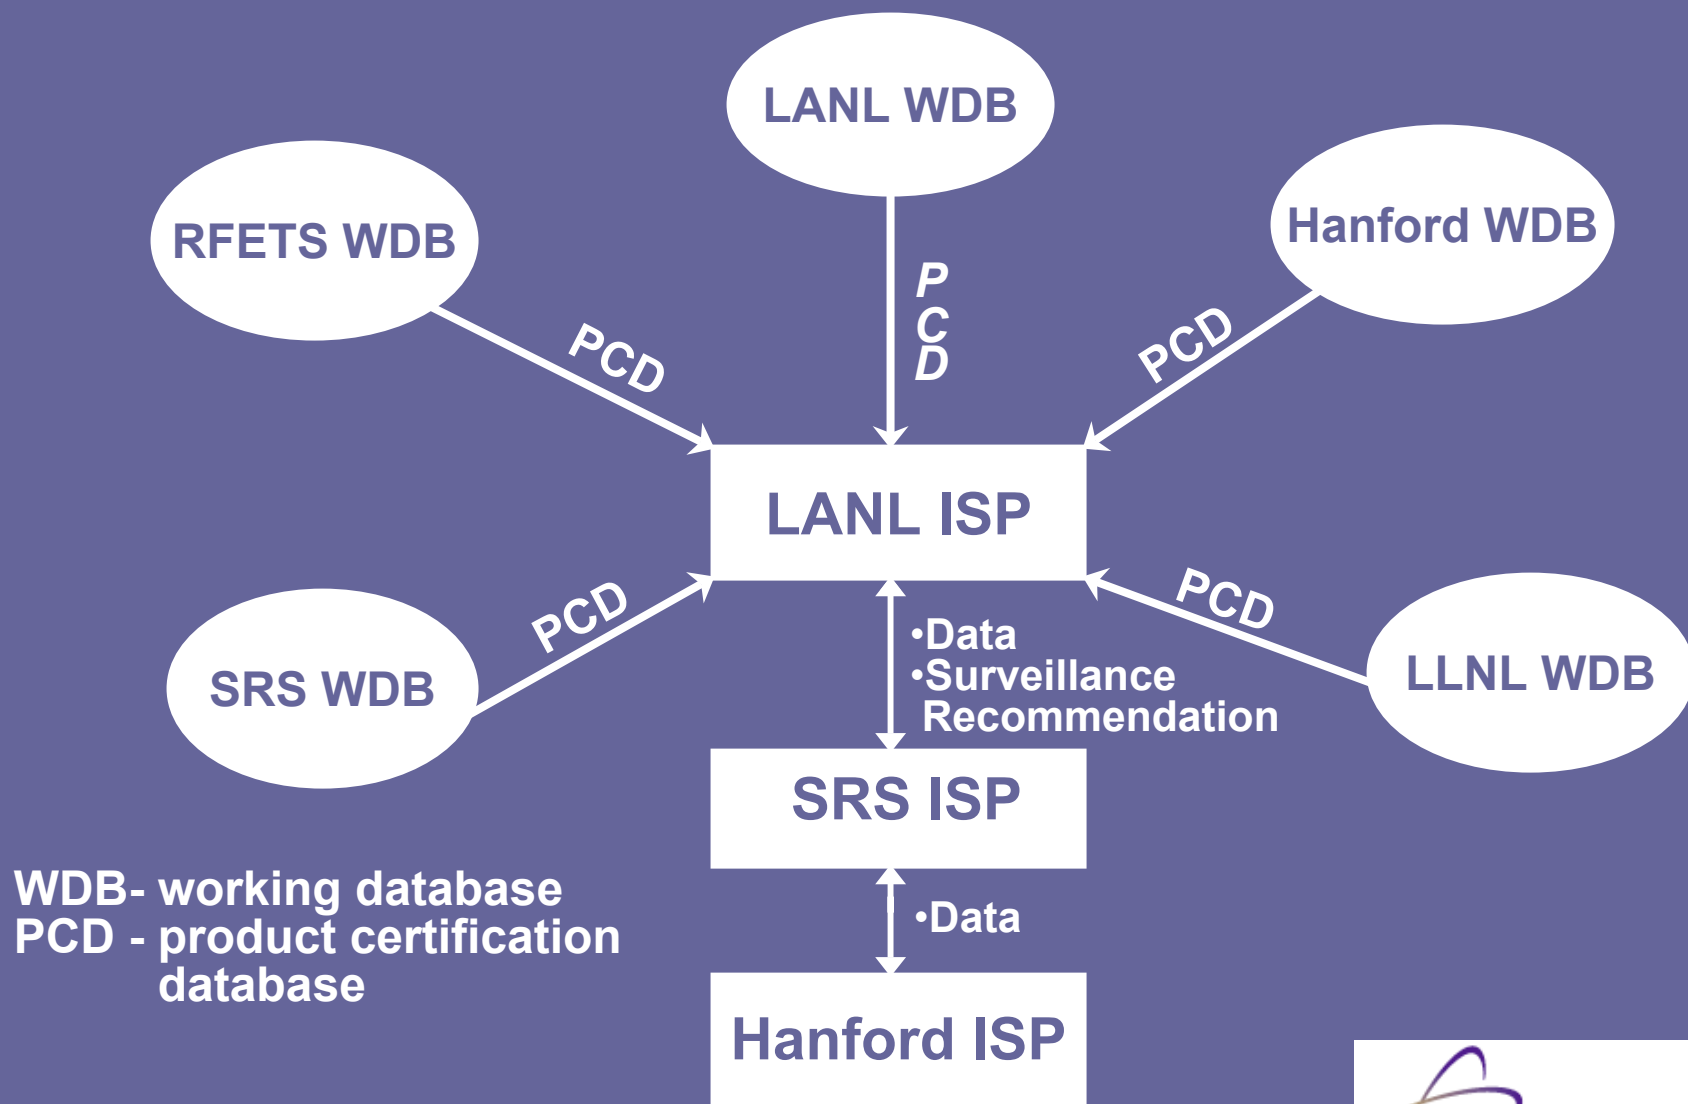 LANL WDB
RFETS WDB
Hanford WDB
PCD
P
C
D
PCD
LANL ISP
PCD
PCD
•Data
•Surveillance
Recommendation
SRS WDB
LLNL WDB
SRS ISP
WDB- working database
PCD - product certification
database
•Data
Hanford ISP